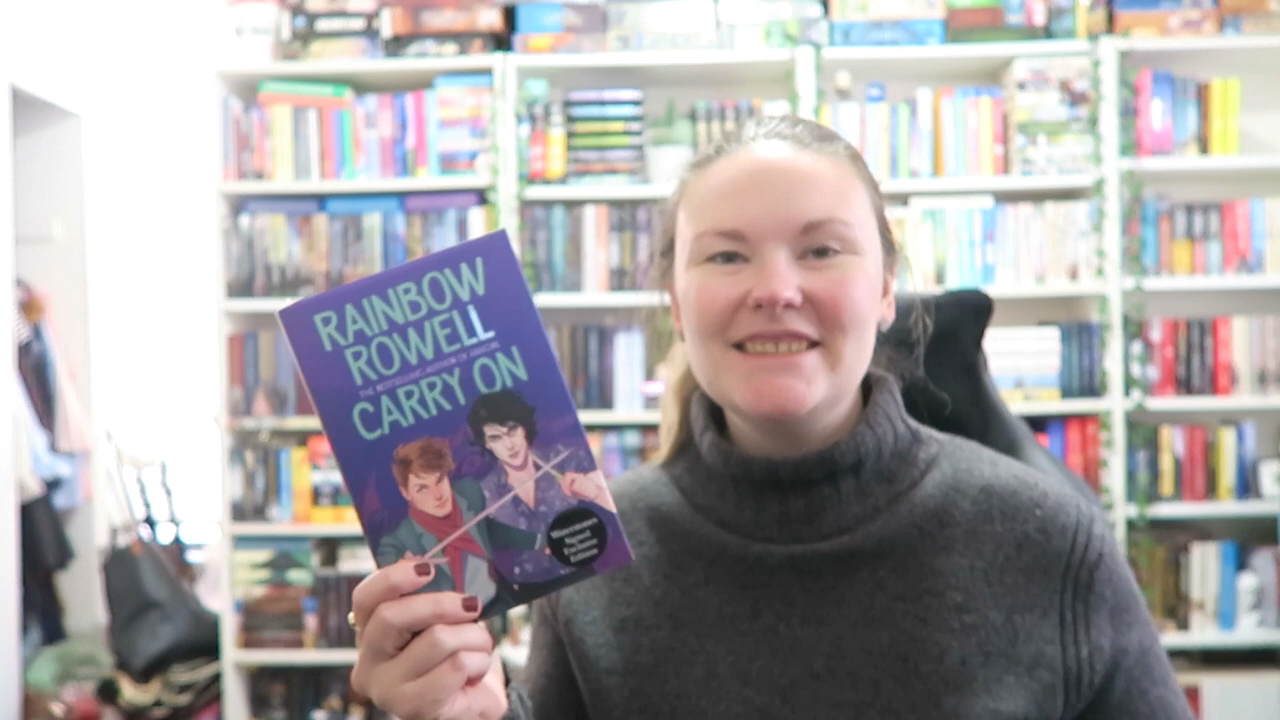 RAINBOW
ROWELL
THE BESTSELLING AUTHOR OF FANGIRL
CARRY ON
Waterstones
Signed
Exclusive
Edition